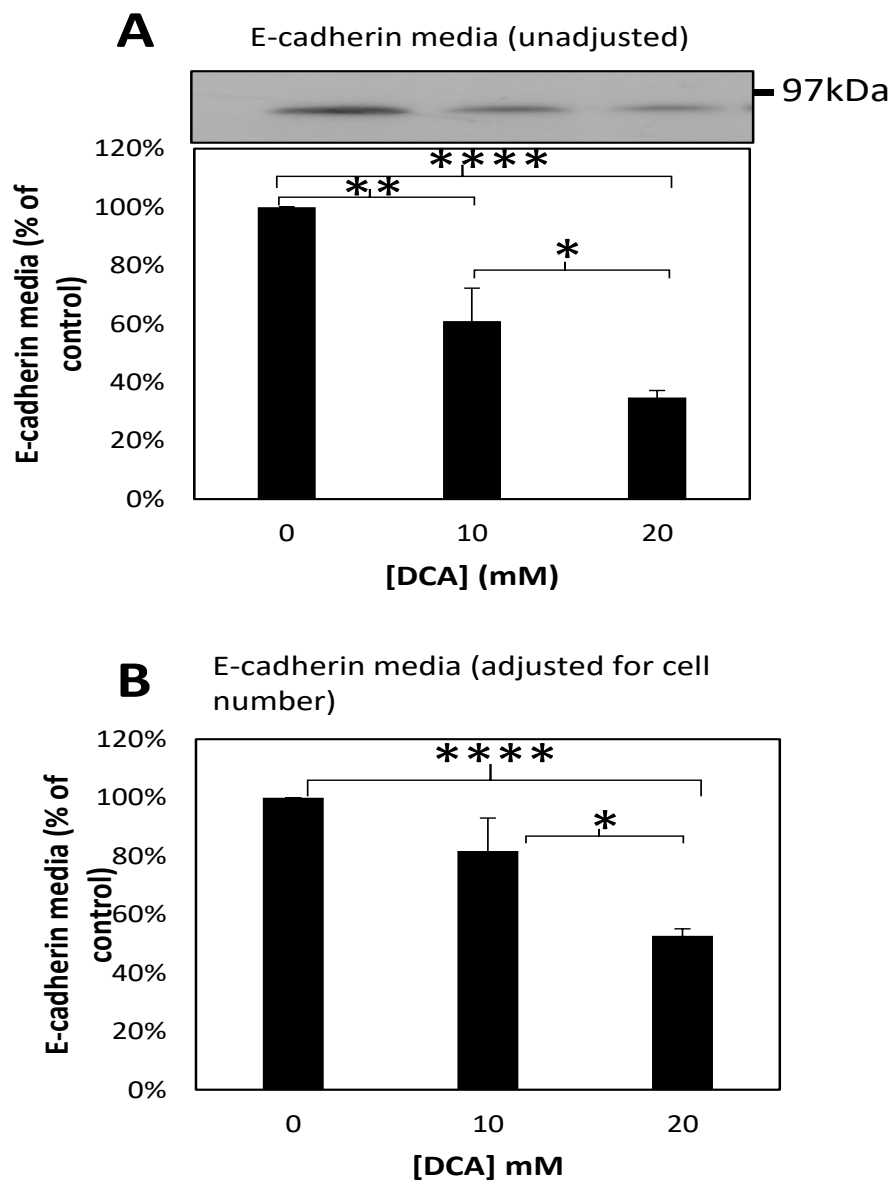 A
E-cadherin media (unadjusted)
97kDa
E-cadherin media (% of
control)
120%
100%
80%
60%
40%
20%
0%
****
**
*
0 10 20
[DCA] (mM)
B
E-cadherin media (adjusted for cell
number)
E-cadherin media (% of
control)
120%
100%
80%
60%
40%
20%
0%
****
*
0 10 20
[DCA] mM